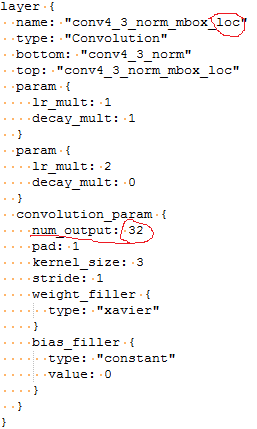 layer {
name: "conv4_3_norm_mbox_loc"
type: "Convolution"
bottom: "conv4_3_norm"
top: "conv4_3_norm_mbox_loc"
param {
lr_mult: 1
decay_mult: 1
}
param {
lr_mult: 2
decay_mult: 0
}
convolution_param {
num_output: 32
pad: 1
kernel_size: 3
stride: 1
weight_filler {
type: "xavier"
}
bias_filler {
type: "constant"
value: 0
}
}
}